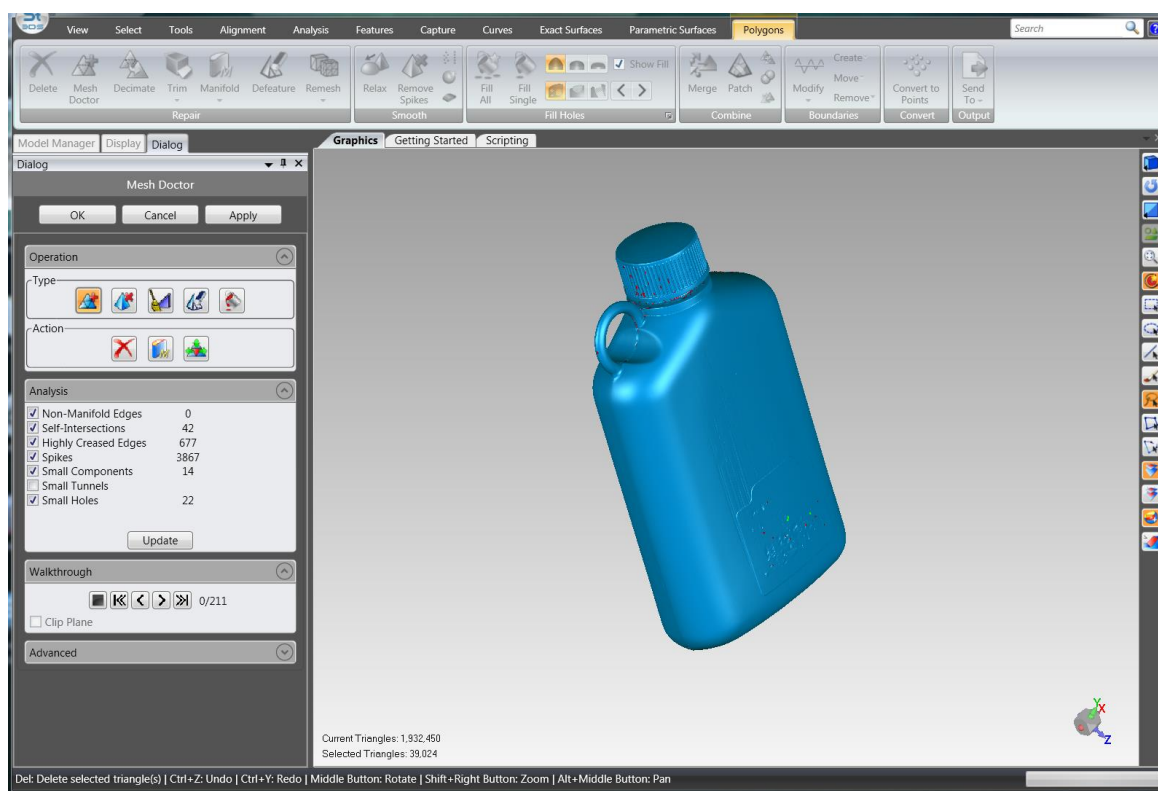 3DS
View Select Tools Alignment Analysis Features Capture Curves Exact Surfaces Parametric Surfaces Polygons Search
Delete Mesh Doctor Decimate Trim Manifold Defeature Remesh Relax Remove Spikes Fill All Fill Single Show Fill Merge Patch Modify Create Move Remove Convert to Points Send To
Repair Smooth Fill Holes Combine Boundaries Convert Output
Model Manager Display Dialog Graphics Getting Started Scripting
Dialog
Mesh Doctor
OK Cancel Apply
Operation
Type
Action
Analysis
Non-Manifold Edges 0
Self-Intersections 42
Highly Creased Edges 677
Spikes 3867
Small Components 14
Small Tunnels
Small Holes 22
Update
Walkthrough
0/211
Clip Plane
Advanced
Y
X
Z
Current Triangles: 1,932,450
Selected Triangles: 39,024
Del: Delete selected triangle(s) | Ctrl+Z: Undo | Ctrl+Y: Redo | Middle Button: Rotate | Shift+Right Button: Zoom | Alt+Middle Button: Pan